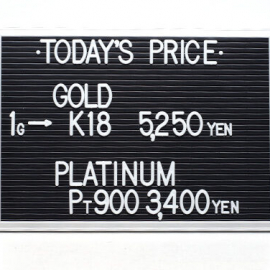 ·TODAY'S PRICE·
GOLD
1G→ K18 5,250 YEN
PLATINUM
PT900 3,400 YEN